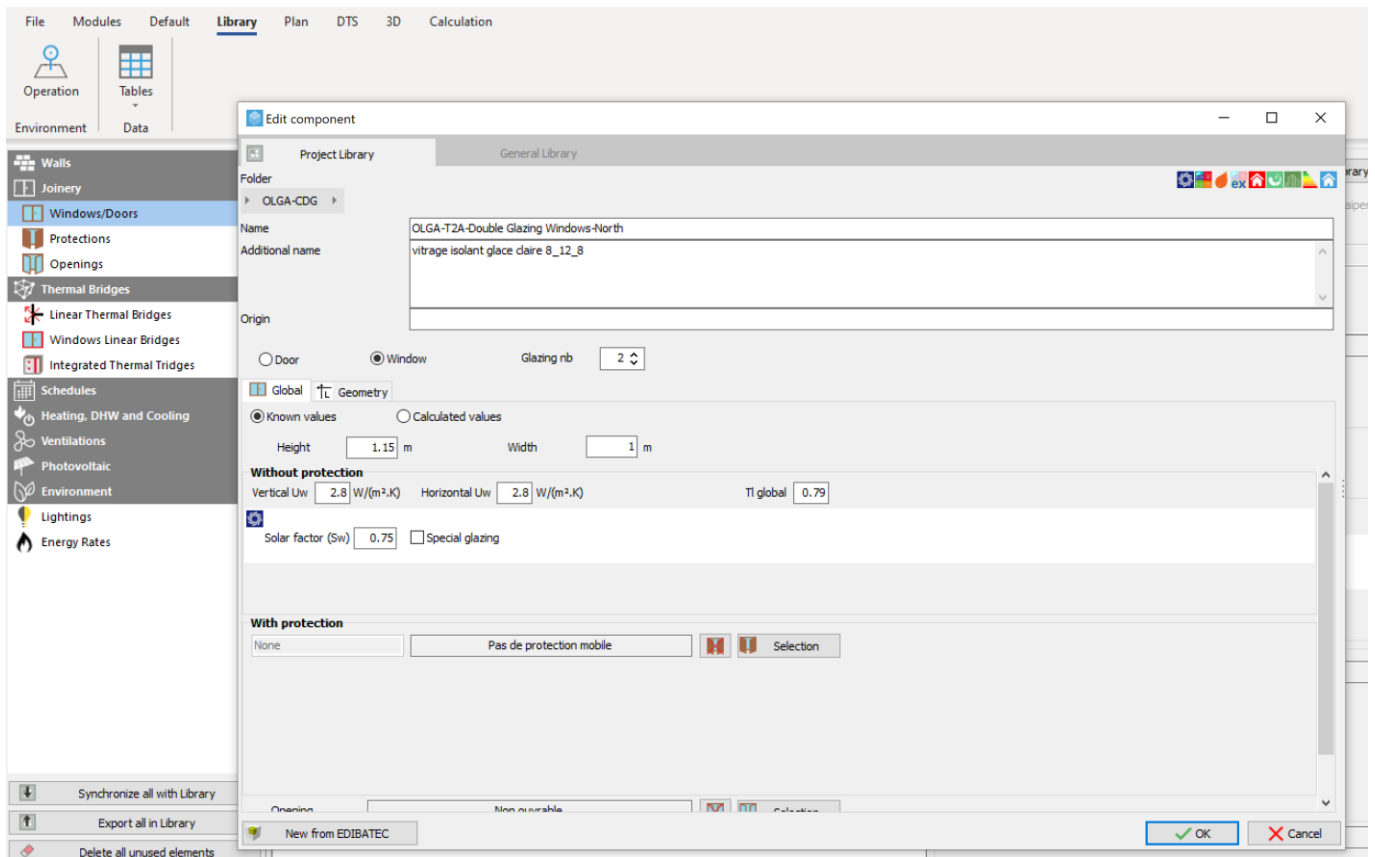 File Modules Default Library Plan DTS 3D Calculation
Operation Tables
Environment Data
Edit component
Project Library General Library
Walls
Joinery
Windows/Doors
Protections
Openings
Thermal Bridges
Linear Thermal Bridges
Windows Linear Bridges
Integrated Thermal Tridges
Schedules
Heating, DHW and Cooling
Ventilations
Photovoltaic
Environment
Lightings
Energy Rates
Synchronize all with Library
Export all in Library
Delete all unused elements
Folder
ex
OLGA-CDG
Name OLGA-T2A-Double Glazing Windows-North
Additional name vitrage isolant glace claire 8_12_8
Origin
Door Window Glazing nb 2
Global Geometry
Known values Calculated values
Height 1.15 m Width 1 m
Without protection
Vertical Uw 2.8 W/(m².K) Horizontal Uw 2.8 W/(m².K) Tl global 0.79
Solar factor (Sw) 0.75 Special glazing
With protection
None Pas de protection mobile Selection
Opening Non ouvrable Selection
New from EDIBATEC OK Cancel